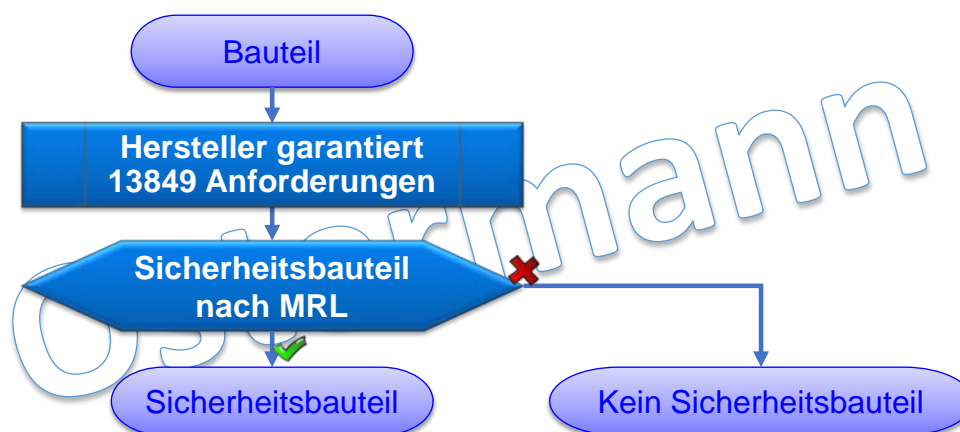 Bauteil
Hersteller garantiert
13849 Anforderungen
Sicherheitsbauteil
nach MRL
Sicherheitsbauteil
Kein Sicherheitsbauteil
Ostermann